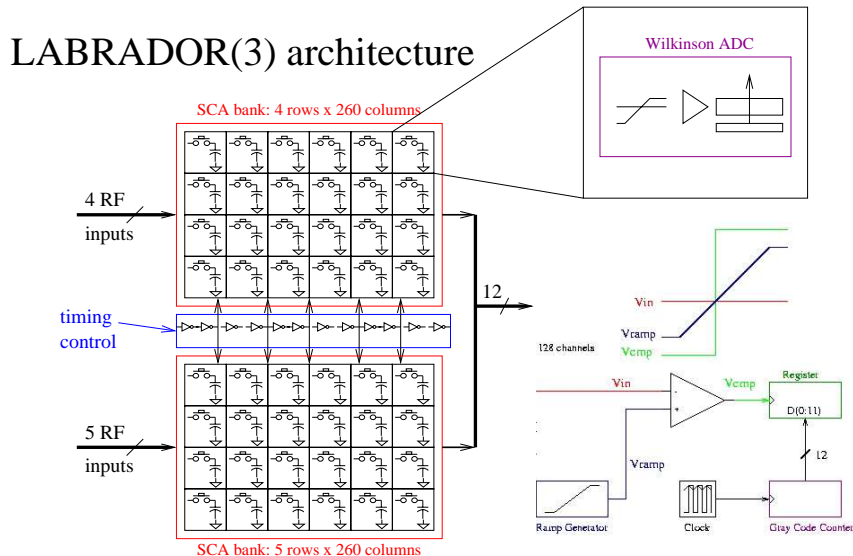 LABRADOR(3) architecture
Wilkinson ADC
SCA bank: 4 rows x 260 columns
4 RF
inputs
12
timing
control
5 RF
inputs
SCA bank: 5 rows x 260 columns
Vin
Vramp
Vcmp
128 channels
Vin
Vcmp
Register
D(0:11)
-
+
12
Vramp
Ramp Generator
Clock
Gray Code Counter